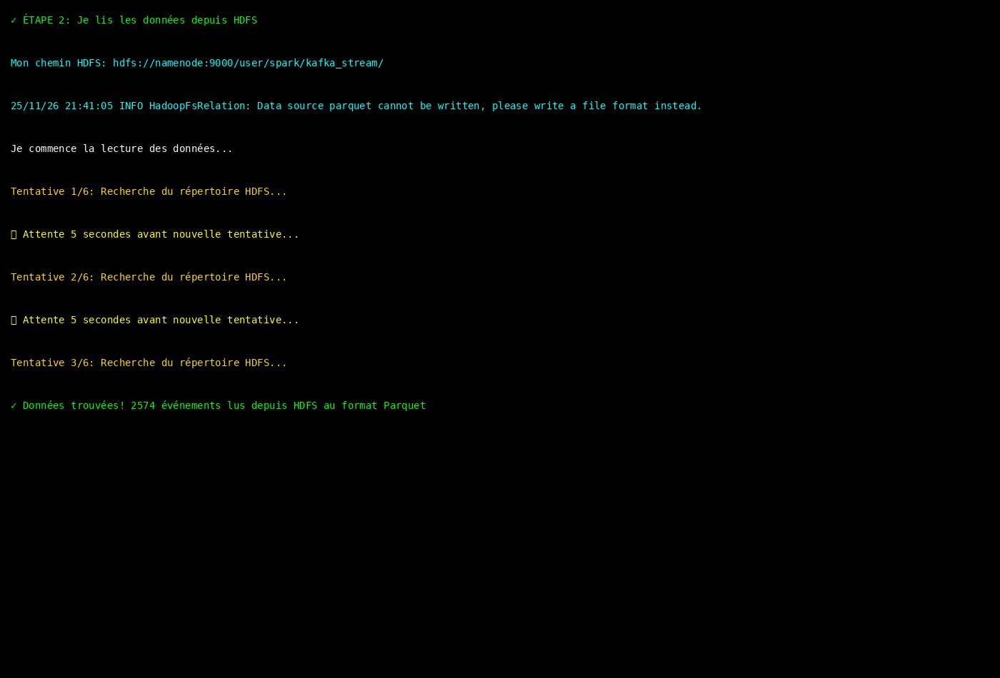 ✓ ÉTAPE 2: Je lis les données depuis HDFS
Mon chemin HDFS: hdfs://namenode:9000/user/spark/kafka_stream/
25/11/26 21:41:05 INFO HadoopFsRelation: Data source parquet cannot be written, please write a file format instead.
Je commence la lecture des données...
Tentative 1/6: Recherche du répertoire HDFS...
Attente 5 secondes avant nouvelle tentative...
Tentative 2/6: Recherche du répertoire HDFS...
Attente 5 secondes avant nouvelle tentative...
Tentative 3/6: Recherche du répertoire HDFS...
✓ Données trouvées! 2574 événements lus depuis HDFS au format Parquet